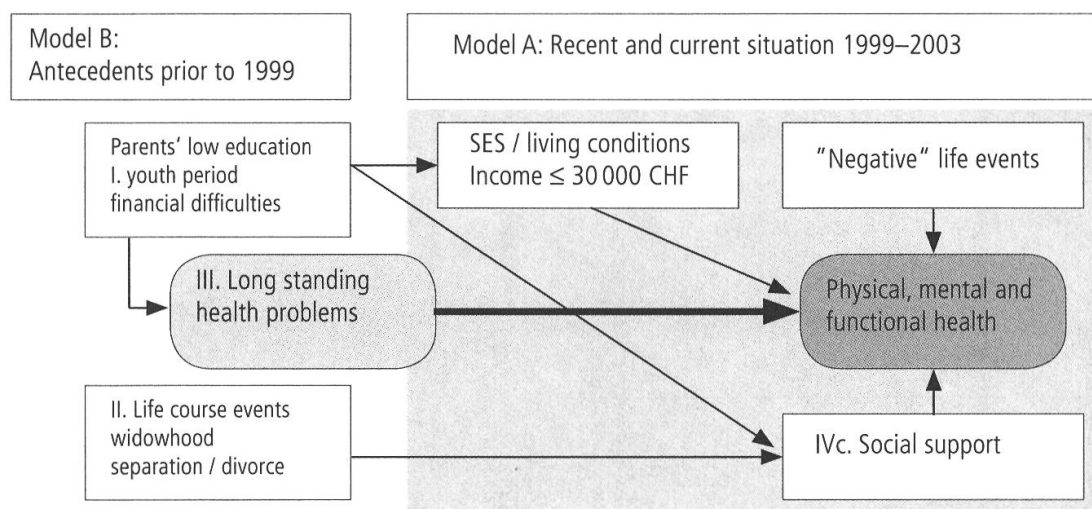 Model B:
Antecedents prior to 1999
Model A: Recent and current situation 1999–2003
Parents’ low education
I. youth period
financial difficulties
SES / living conditions
Income ≤ 30 000 CHF
”Negative“ life events
III. Long standing
health problems
Physical, mental and
functional health
II. Life course events
widowhood
separation / divorce
IVc. Social support